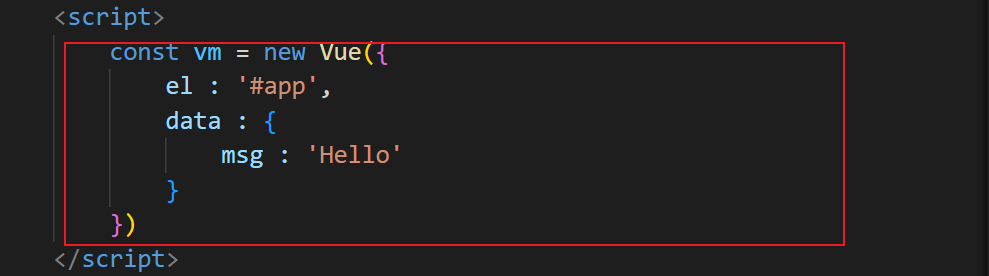 <script>
const vm = new Vue({
el : '#app',
data : {
msg : 'Hello'
}
})
</script>